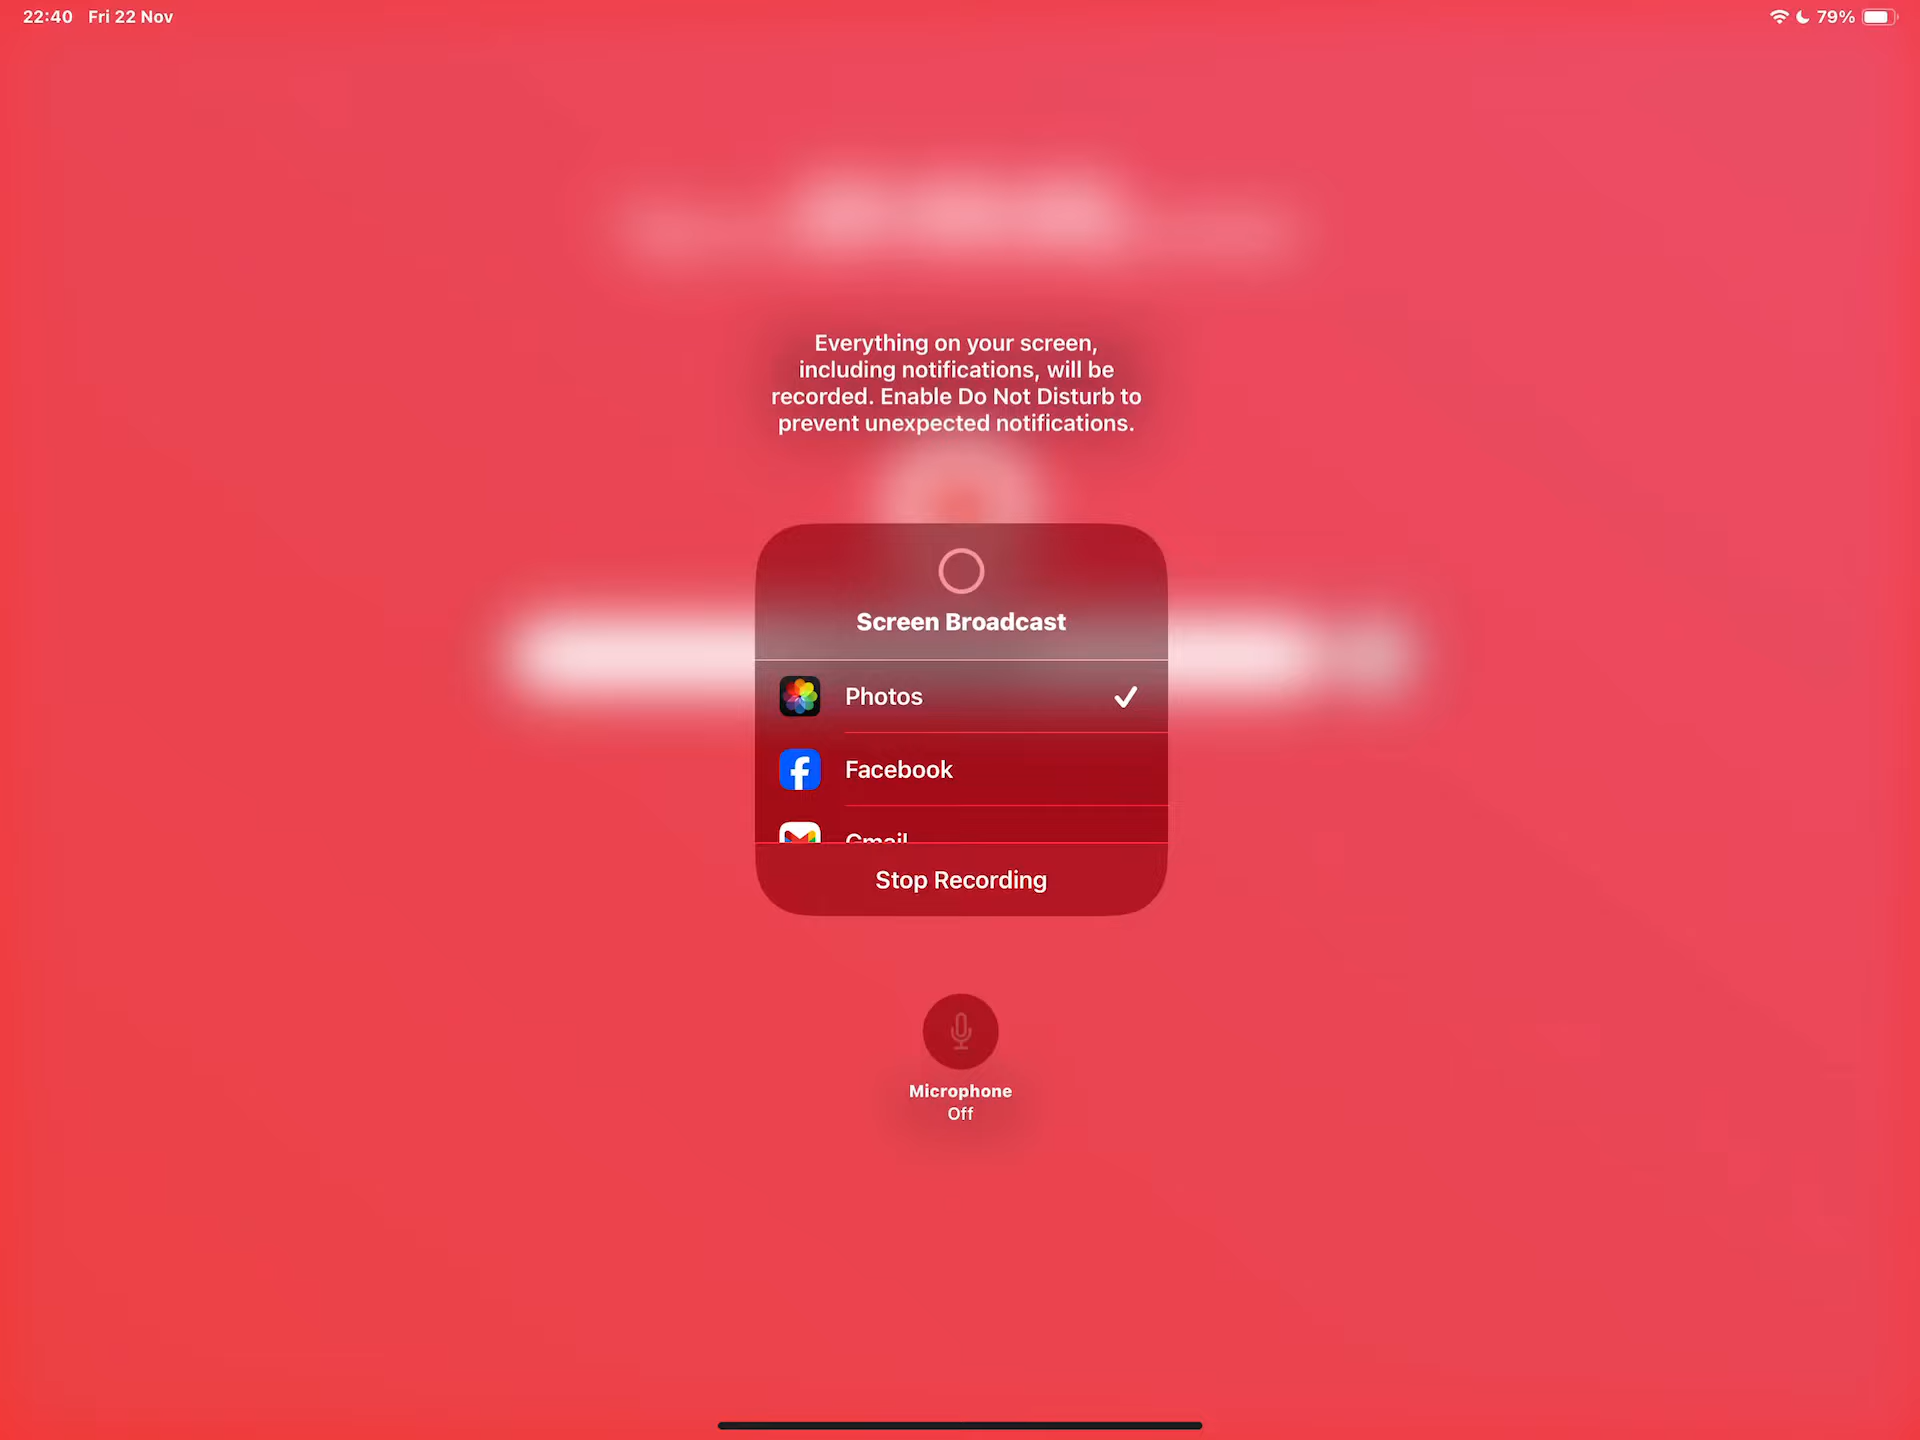 22:40 Fri 22 Nov
79%
Everything on your screen,
including notifications, will be
recorded. Enable Do Not Disturb to
prevent unexpected notifications.
Screen Broadcast
Photos
Facebook
Gmail
Stop Recording
Microphone
Off